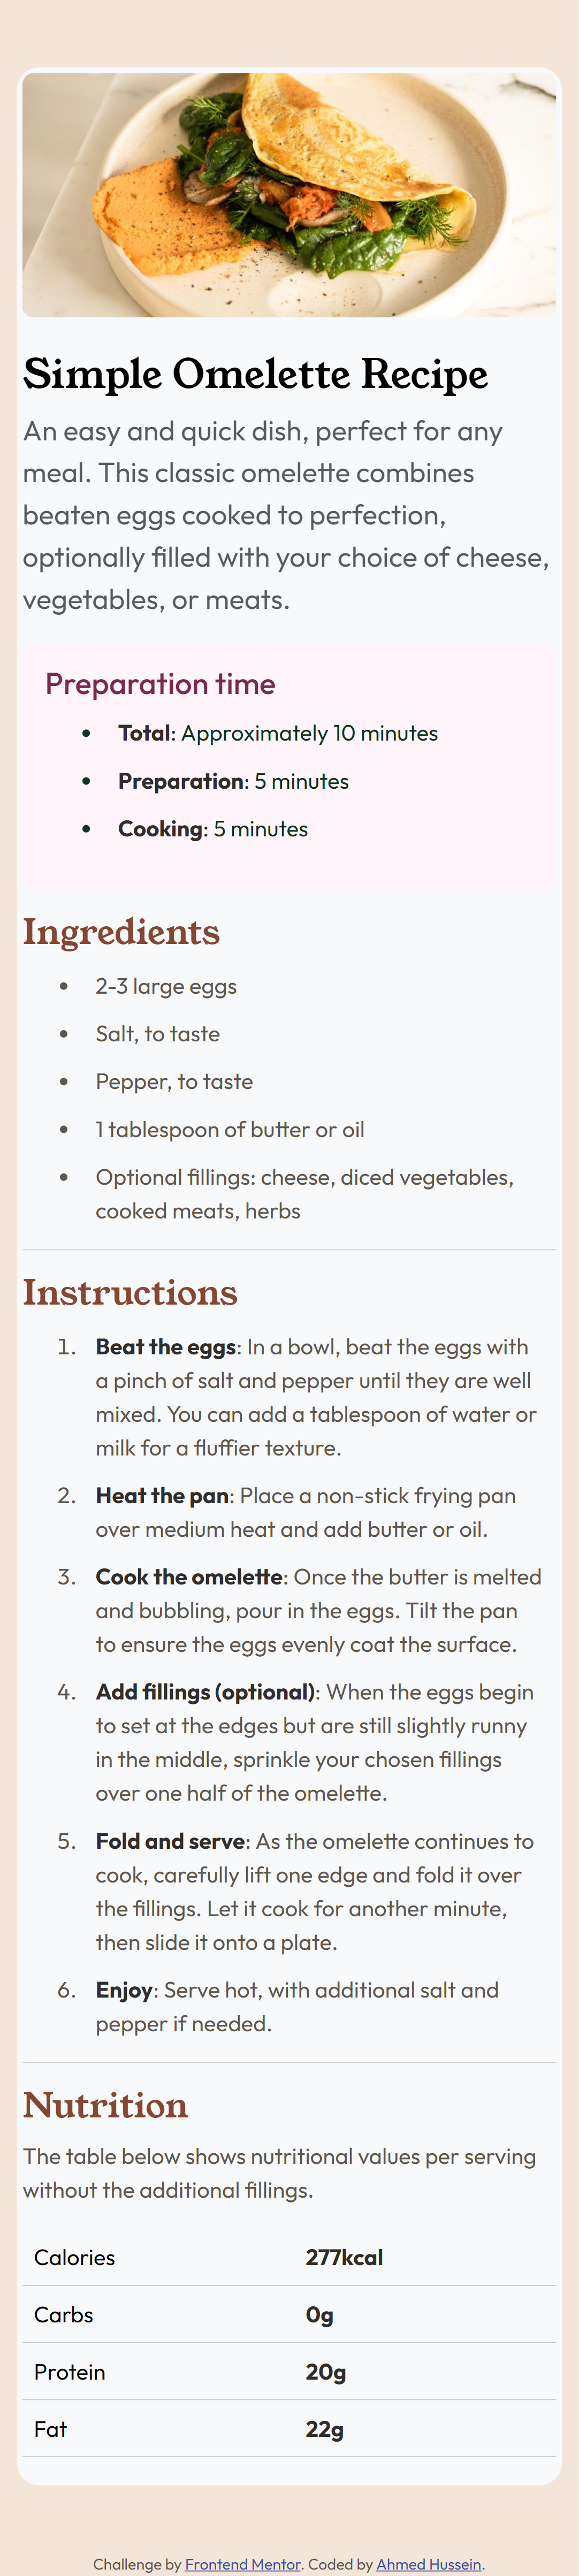 Simple Omelette Recipe
An easy and quick dish, perfect for any
meal. This classic omelette combines
beaten eggs cooked to perfection,
optionally filled with your choice of cheese,
vegetables, or meats.
Preparation time
• Total: Approximately 10 minutes
• Preparation: 5 minutes
• Cooking: 5 minutes
Ingredients
• 2-3 large eggs
• Salt, to taste
• Pepper, to taste
• 1 tablespoon of butter or oil
• Optional fillings: cheese, diced vegetables,
cooked meats, herbs
Instructions
1. Beat the eggs: In a bowl, beat the eggs with
a pinch of salt and pepper until they are well
mixed. You can add a tablespoon of water or
milk for a fluffier texture.
2. Heat the pan: Place a non-stick frying pan
over medium heat and add butter or oil.
3. Cook the omelette: Once the butter is melted
and bubbling, pour in the eggs. Tilt the pan
to ensure the eggs evenly coat the surface.
4. Add fillings (optional): When the eggs begin
to set at the edges but are still slightly runny
in the middle, sprinkle your chosen fillings
over one half of the omelette.
5. Fold and serve: As the omelette continues to
cook, carefully lift one edge and fold it over
the fillings. Let it cook for another minute,
then slide it onto a plate.
6. Enjoy: Serve hot, with additional salt and
pepper if needed.
Nutrition
The table below shows nutritional values per serving
without the additional fillings.
Calories 277kcal
Carbs 0g
Protein 20g
Fat 22g
Challenge by Frontend Mentor. Coded by Ahmed Hussein.